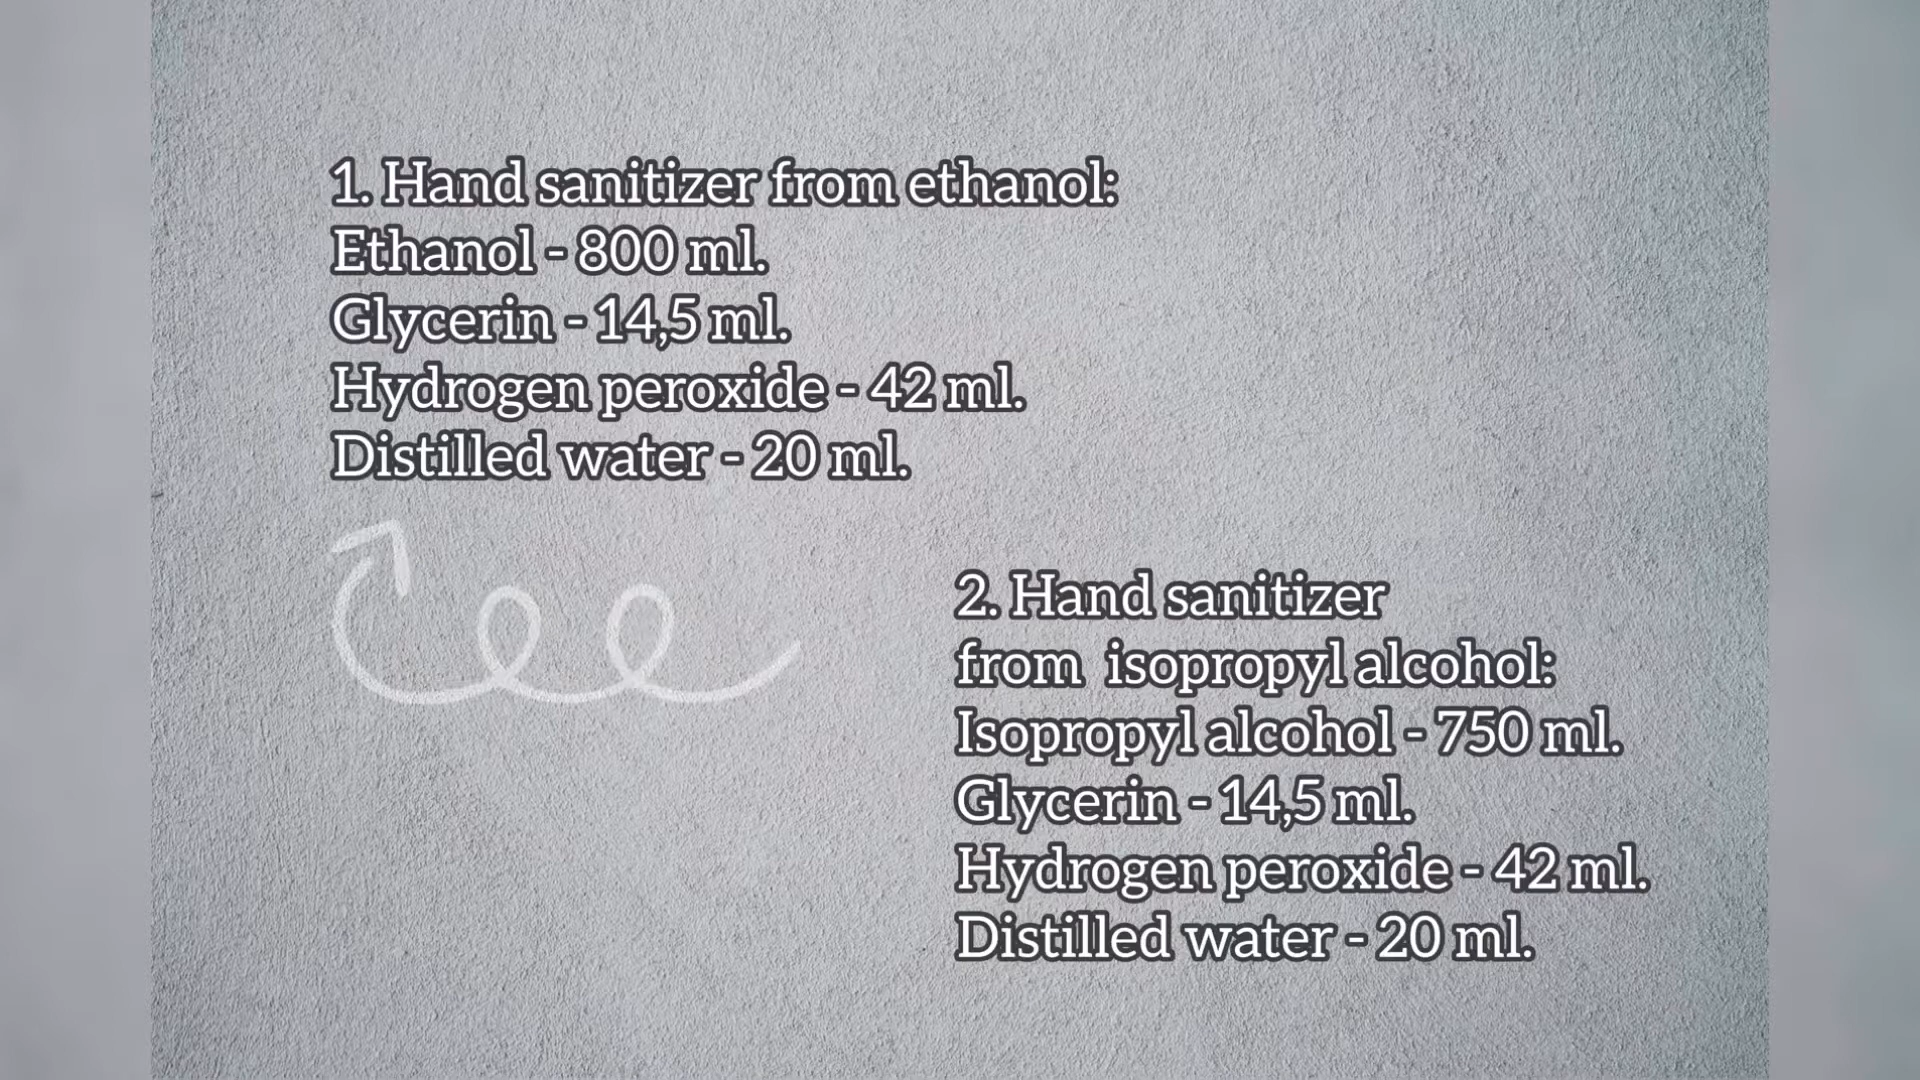 1. Hand sanitizer from ethanol:
Ethanol - 800 ml.
Glycerin - 14,5 ml.
Hydrogen peroxide - 42 ml.
Distilled water - 20 ml.
2. Hand sanitizer
from isopropyl alcohol:
Isopropyl alcohol - 750 ml.
Glycerin - 14,5 ml.
Hydrogen peroxide - 42 ml.
Distilled water - 20 ml.